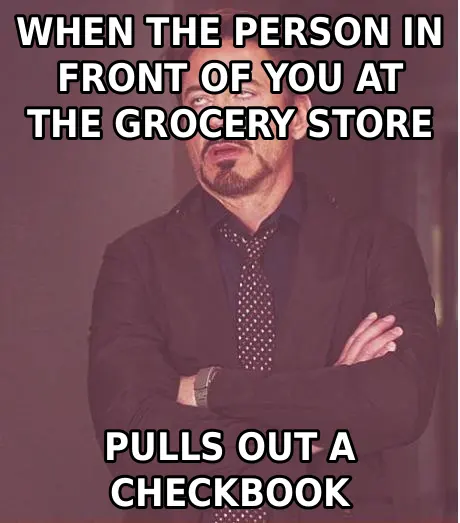 WHEN THE PERSON IN
FRONT OF YOU AT
THE GROCERY STORE
PULLS OUT A
CHECKBOOK